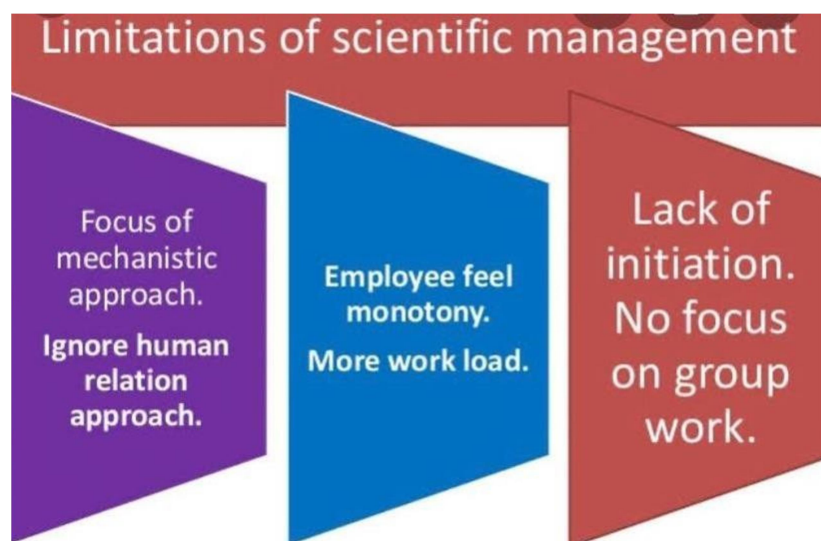 Limitations of scientific management
Focus of
mechanistic
approach.
Ignore human
relation
approach.
Employee feel
monotony.
More work load.
Lack of
initiation.
No focus
on group
work.